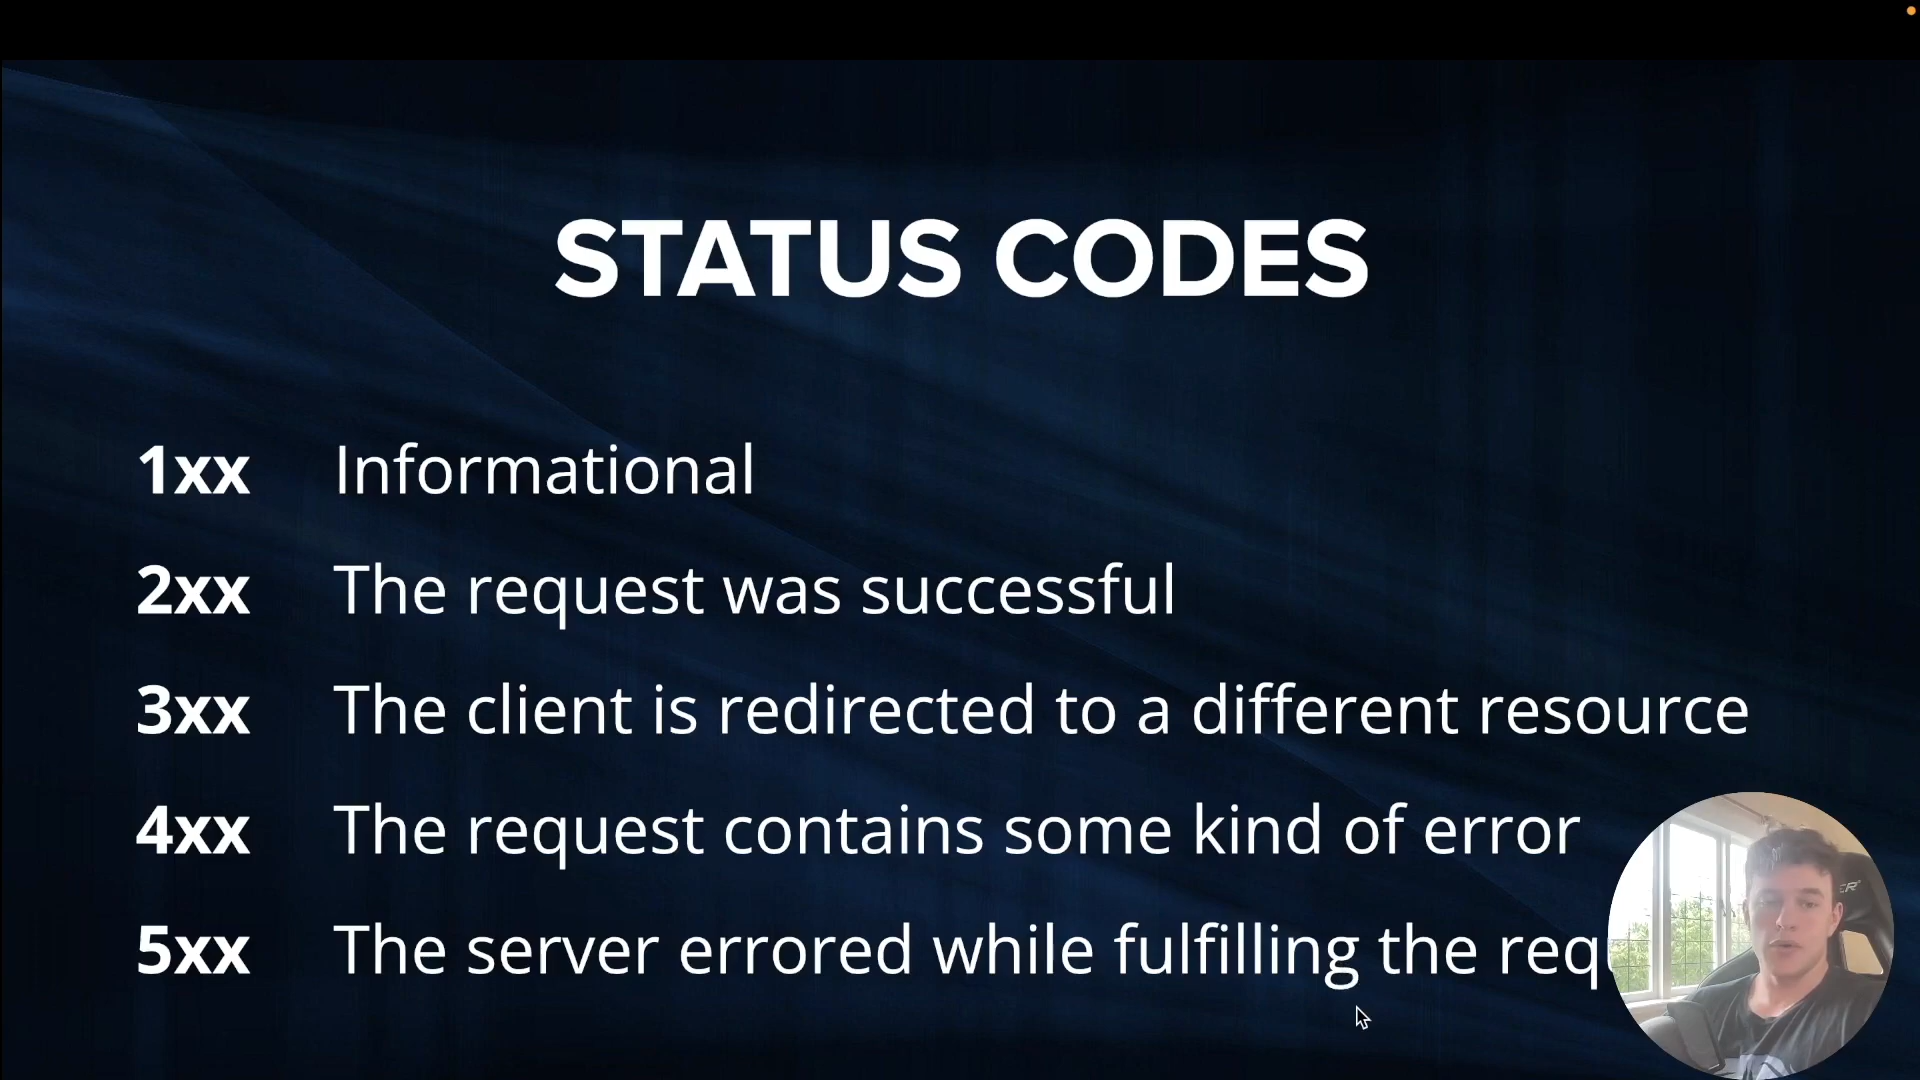 STATUS CODES
1xx Informational
2xx The request was successful
3xx The client is redirected to a different resource
4xx The request contains some kind of error
5xx The server errored while fulfilling the